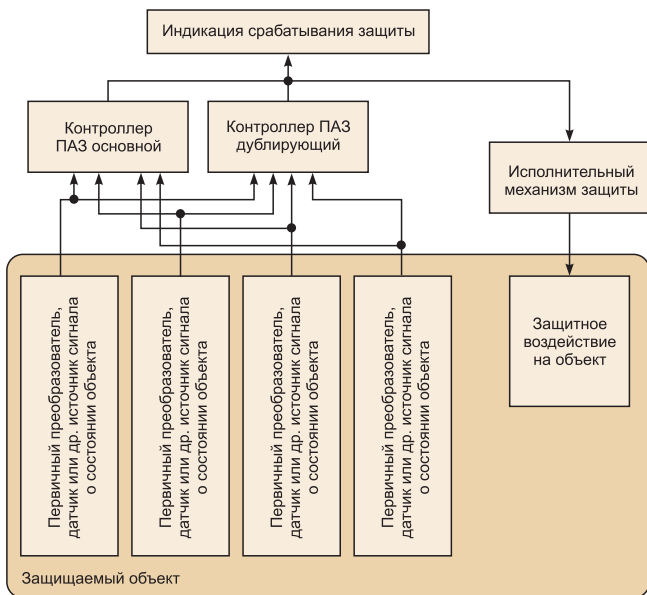 Индикация срабатывания защиты
Контроллер
ПАЗ основной
Контроллер ПАЗ
дублирующий
Исполнительный
механизм защиты
Первичный преобразователь,
датчик или др. источник сигнала
о состоянии объекта
Первичный преобразователь,
датчик или др. источник сигнала
о состоянии объекта
Первичный преобразователь,
датчик или др. источник сигнала
о состоянии объекта
Первичный преобразователь,
датчик или др. источник сигнала
о состоянии объекта
Защитное
воздействие
на объект
Защищаемый объект